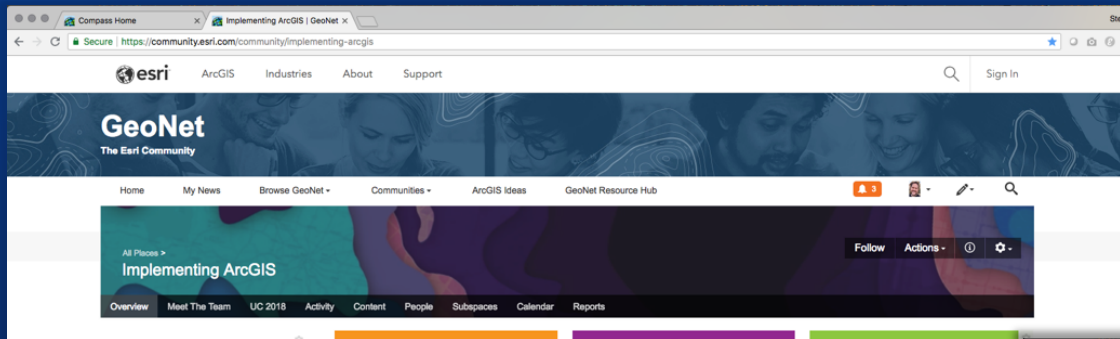 Compass Home
Implementing ArcGIS | GeoNet
Ste
Secure https://community.esri.com/community/implementing-arcgis
esri ArcGIS Industries About Support Sign In
GeoNet
The Esri Community
Home My News Browse GeoNet Communities ArcGIS Ideas GeoNet Resource Hub 3
All Places >
Implementing ArcGIS
Follow Actions
Overview Meet The Team UC 2018 Activity Content People Subspaces Calendar Reports